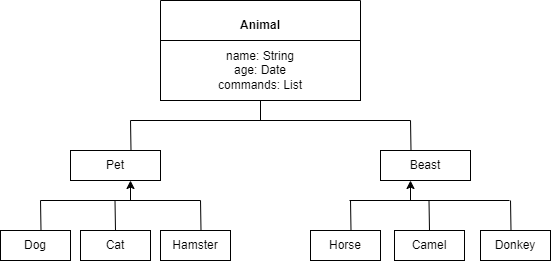 Animal
name: String
age: Date
commands: List
Pet
Beast
Dog
Cat
Hamster
Horse
Camel
Donkey